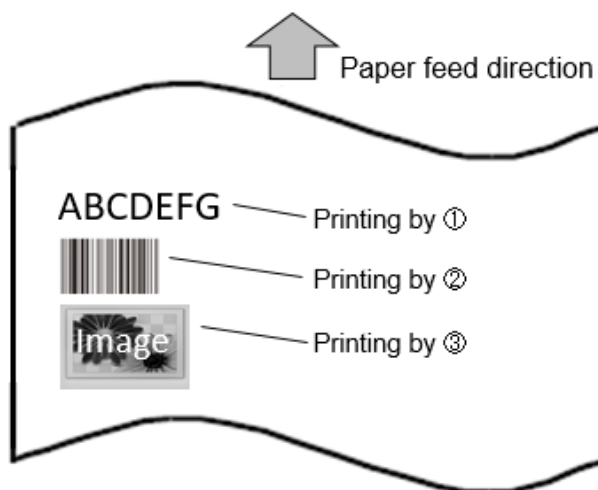 Paper feed direction
ABCDEFG
Printing by ①
Printing by ②
Image
Printing by ③